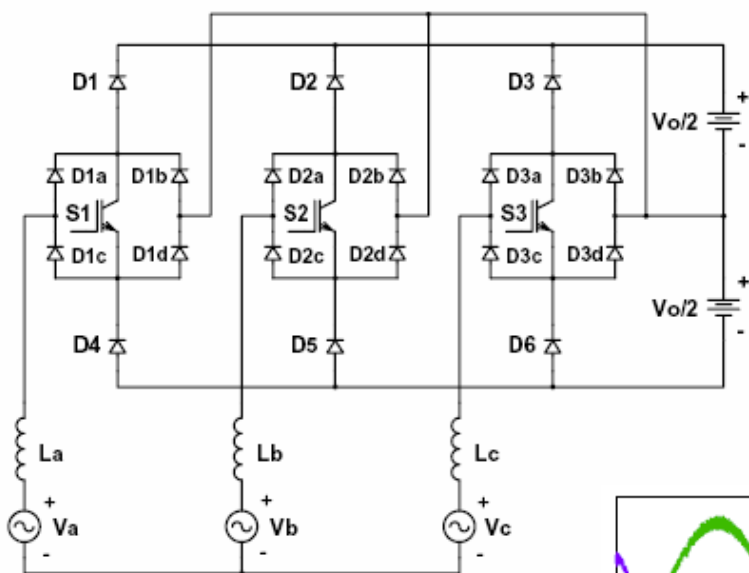 D1 D2 D3 +
Vo/2
-
D1a D1b D2a D2b D3a D3b
S1 S2 S3
D1c D1d D2c D2d D3c D3d
+
Vo/2
-
D4 D5 D6
La Lb Lc
+ + +
Va Vb Vc
- - -